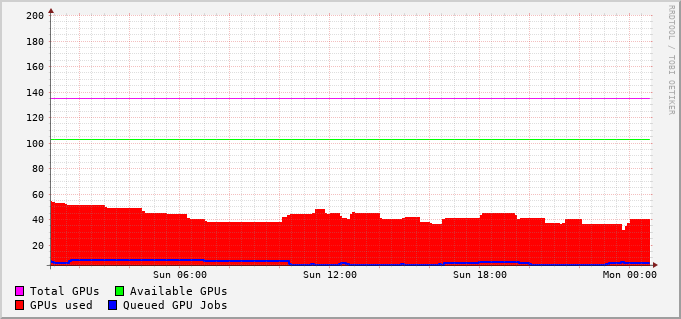 200
180
160
140
120
100
80
60
40
20
Sun 06:00 Sun 12:00 Sun 18:00 Mon 00:00
Total GPUs Available GPUs
GPUs used Queued GPU Jobs
RRDTOOL / TOBI OETIKER